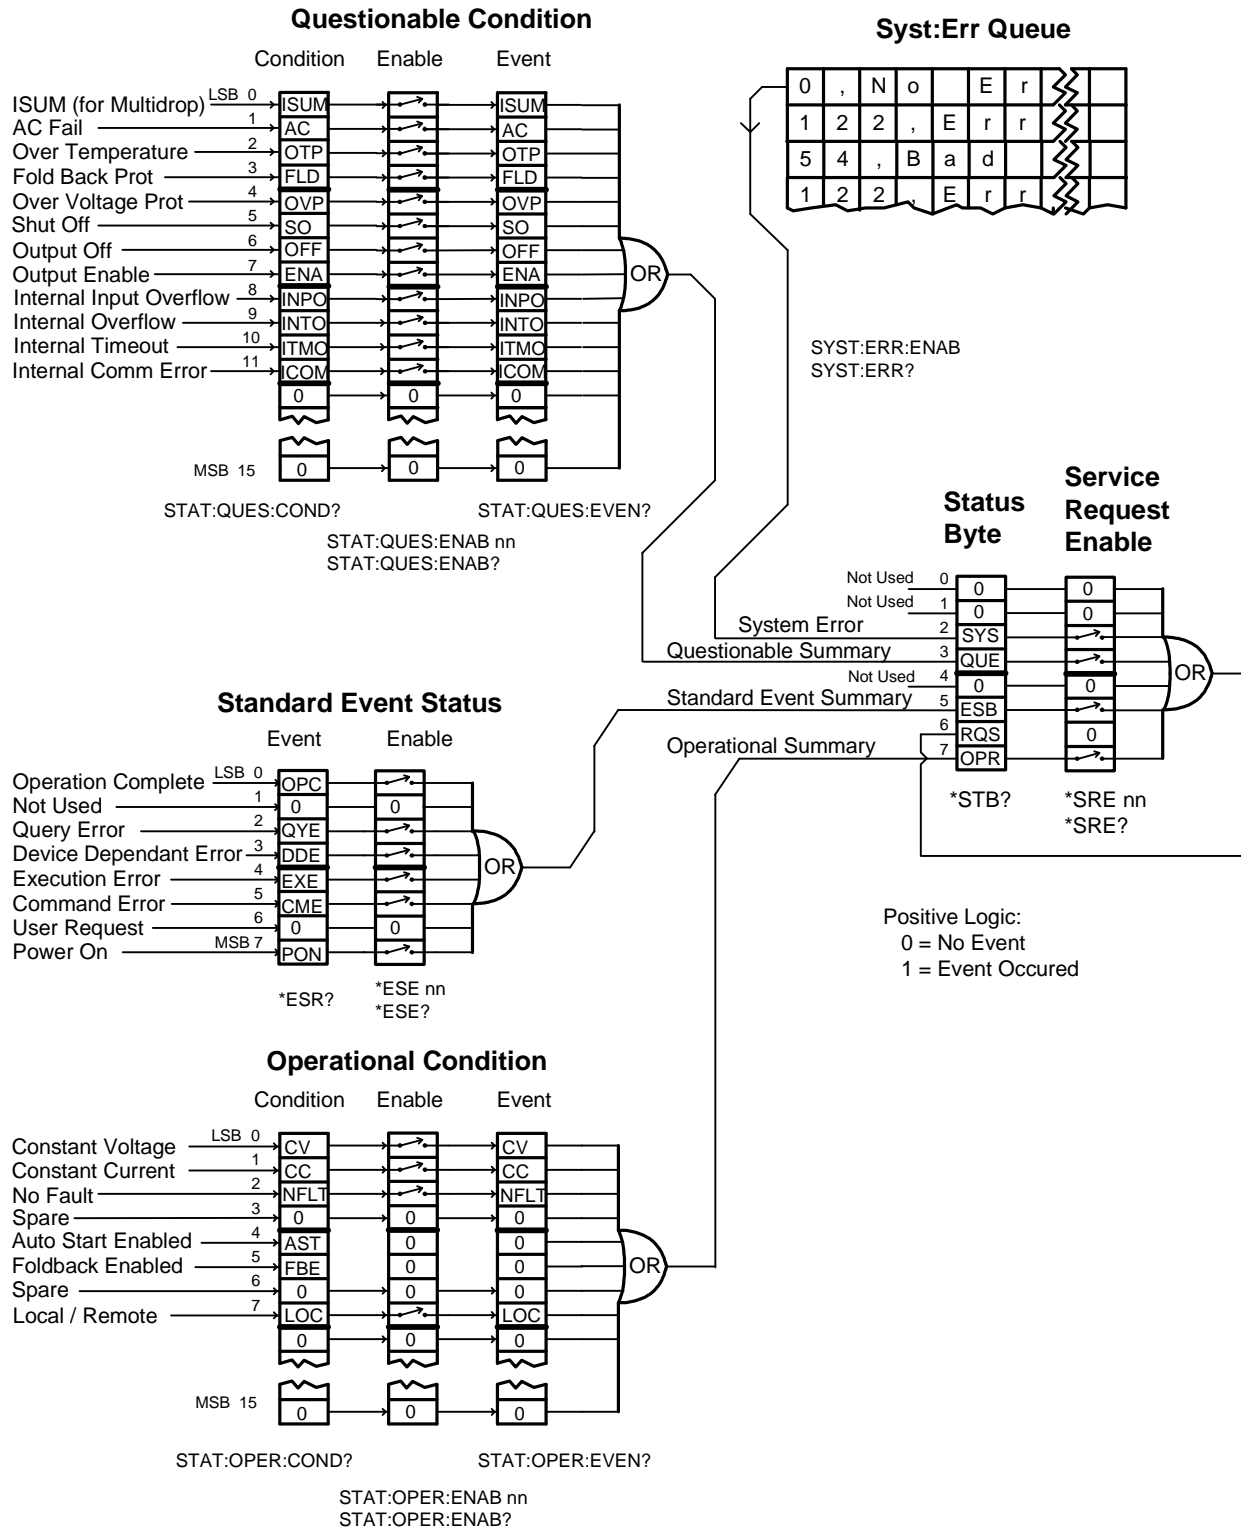 Questionable Condition
Condition Enable Event
ISUM (for Multidrop) LSB 0 ISUM ISUM
AC Fail 1 AC AC
Over Temperature 2 OTP OTP
Fold Back Prot 3 FLD FLD
Over Voltage Prot 4 OVP OVP
Shut Off 5 SO SO
Output Off 6 OFF OFF
Output Enable 7 ENA ENA OR
Internal Input Overflow 8 INPO INPO
Internal Overflow 9 INTO INTO
Internal Timeout 10 ITMO ITMO
Internal Comm Error 11 ICOM ICOM
0 0 0
MSB 15 0 0 0
STAT:QUES:COND? STAT:QUES:EVEN?
STAT:QUES:ENAB nn
STAT:QUES:ENAB?
Syst:Err Queue
0 , N o E r
1 2 2 , E r r
5 4 , B a d
1 2 2 , E r r
SYST:ERR:ENAB
SYST:ERR?
Status Byte
Service Request Enable
Not Used 0 0 0
Not Used 1 0 0
System Error 2 SYS
Questionable Summary 3 QUE OR
Not Used 4 0 0
Standard Event Summary 5 ESB
6 RQS 0
Operational Summary 7 OPR
*STB? *SRE nn
*SRE?
Positive Logic:
0 = No Event
1 = Event Occured
Standard Event Status
Event Enable
Operation Complete LSB 0 OPC
Not Used 1 0 0
Query Error 2 QYE
Device Dependant Error 3 DDE OR
Execution Error 4 EXE
Command Error 5 CME
User Request 6 0 0
Power On MSB 7 PON
*ESR? *ESE nn
*ESE?
Operational Condition
Condition Enable Event
Constant Voltage LSB 0 CV CV
Constant Current 1 CC CC
No Fault 2 NFLT NFLT
Spare 3 0 0 0
Auto Start Enabled 4 AST 0 0
Foldback Enabled 5 FBE 0 0 OR
Spare 6 0 0 0
Local / Remote 7 LOC LOC
0 0 0
MSB 15 0 0 0
STAT:OPER:COND? STAT:OPER:EVEN?
STAT:OPER:ENAB nn
STAT:OPER:ENAB?